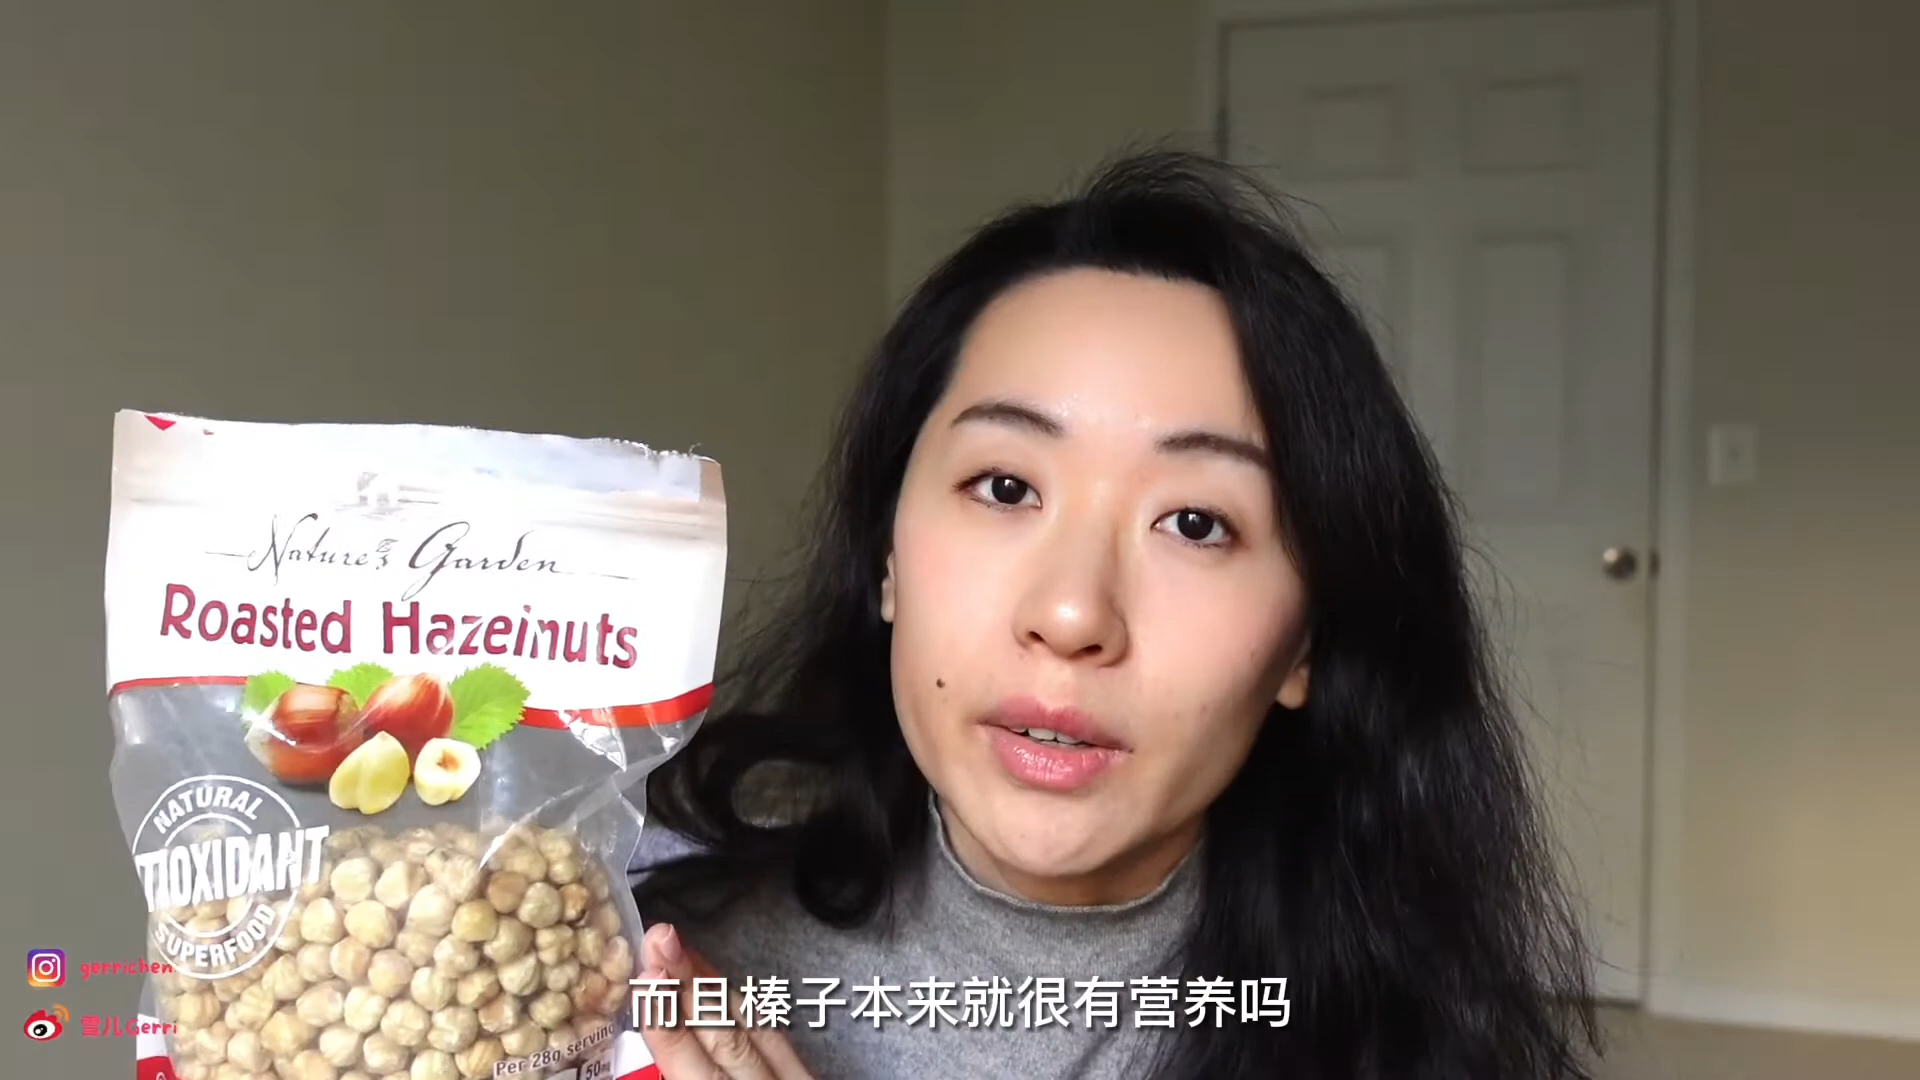 Nature's Garden
Roasted Hazelnuts
NATURAL
TIOXIDANT
SUPERFOOD
Per 28g serving
50mg
gerrichen
雪儿Gerri
而且榛子本来就很有营养吗